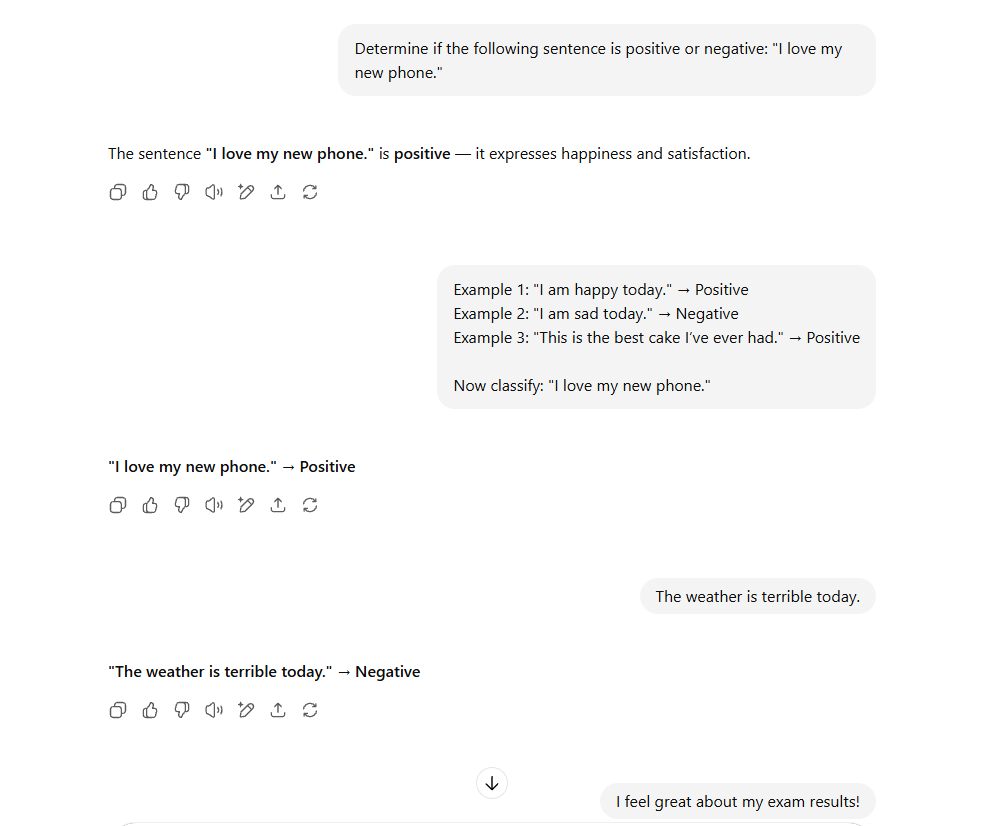 Determine if the following sentence is positive or negative: "I love my
new phone."
The sentence "I love my new phone." is positive — it expresses happiness and satisfaction.
Example 1: "I am happy today." → Positive
Example 2: "I am sad today." → Negative
Example 3: "This is the best cake I’ve ever had." → Positive
Now classify: "I love my new phone."
"I love my new phone." → Positive
The weather is terrible today.
"The weather is terrible today." → Negative
I feel great about my exam results!